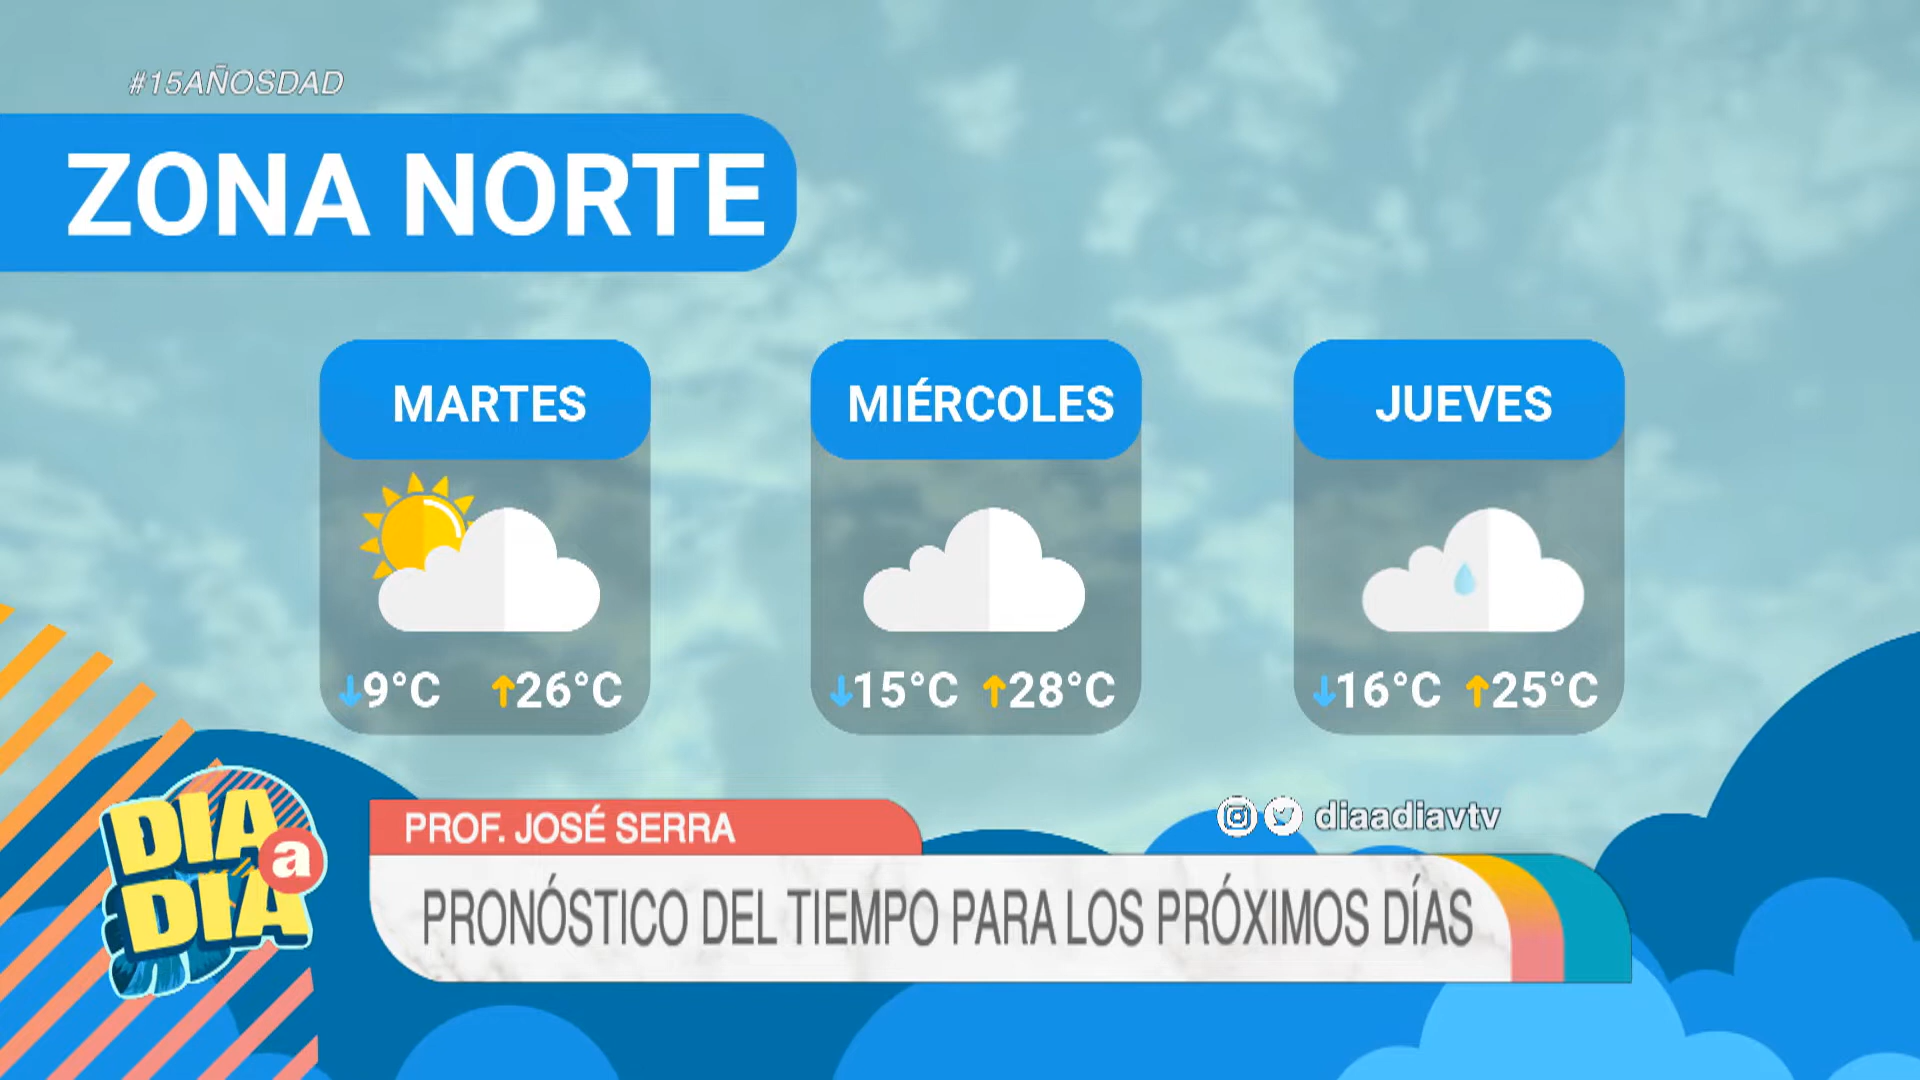 #15AÑOSDAD
ZONA NORTE
MARTES
9°C 26°C
MIÉRCOLES
15°C 28°C
JUEVES
16°C 25°C
DIA
a
DIA
PROF. JOSÉ SERRA
diaadiavtv
PRONÓSTICO DEL TIEMPO PARA LOS PRÓXIMOS DÍAS